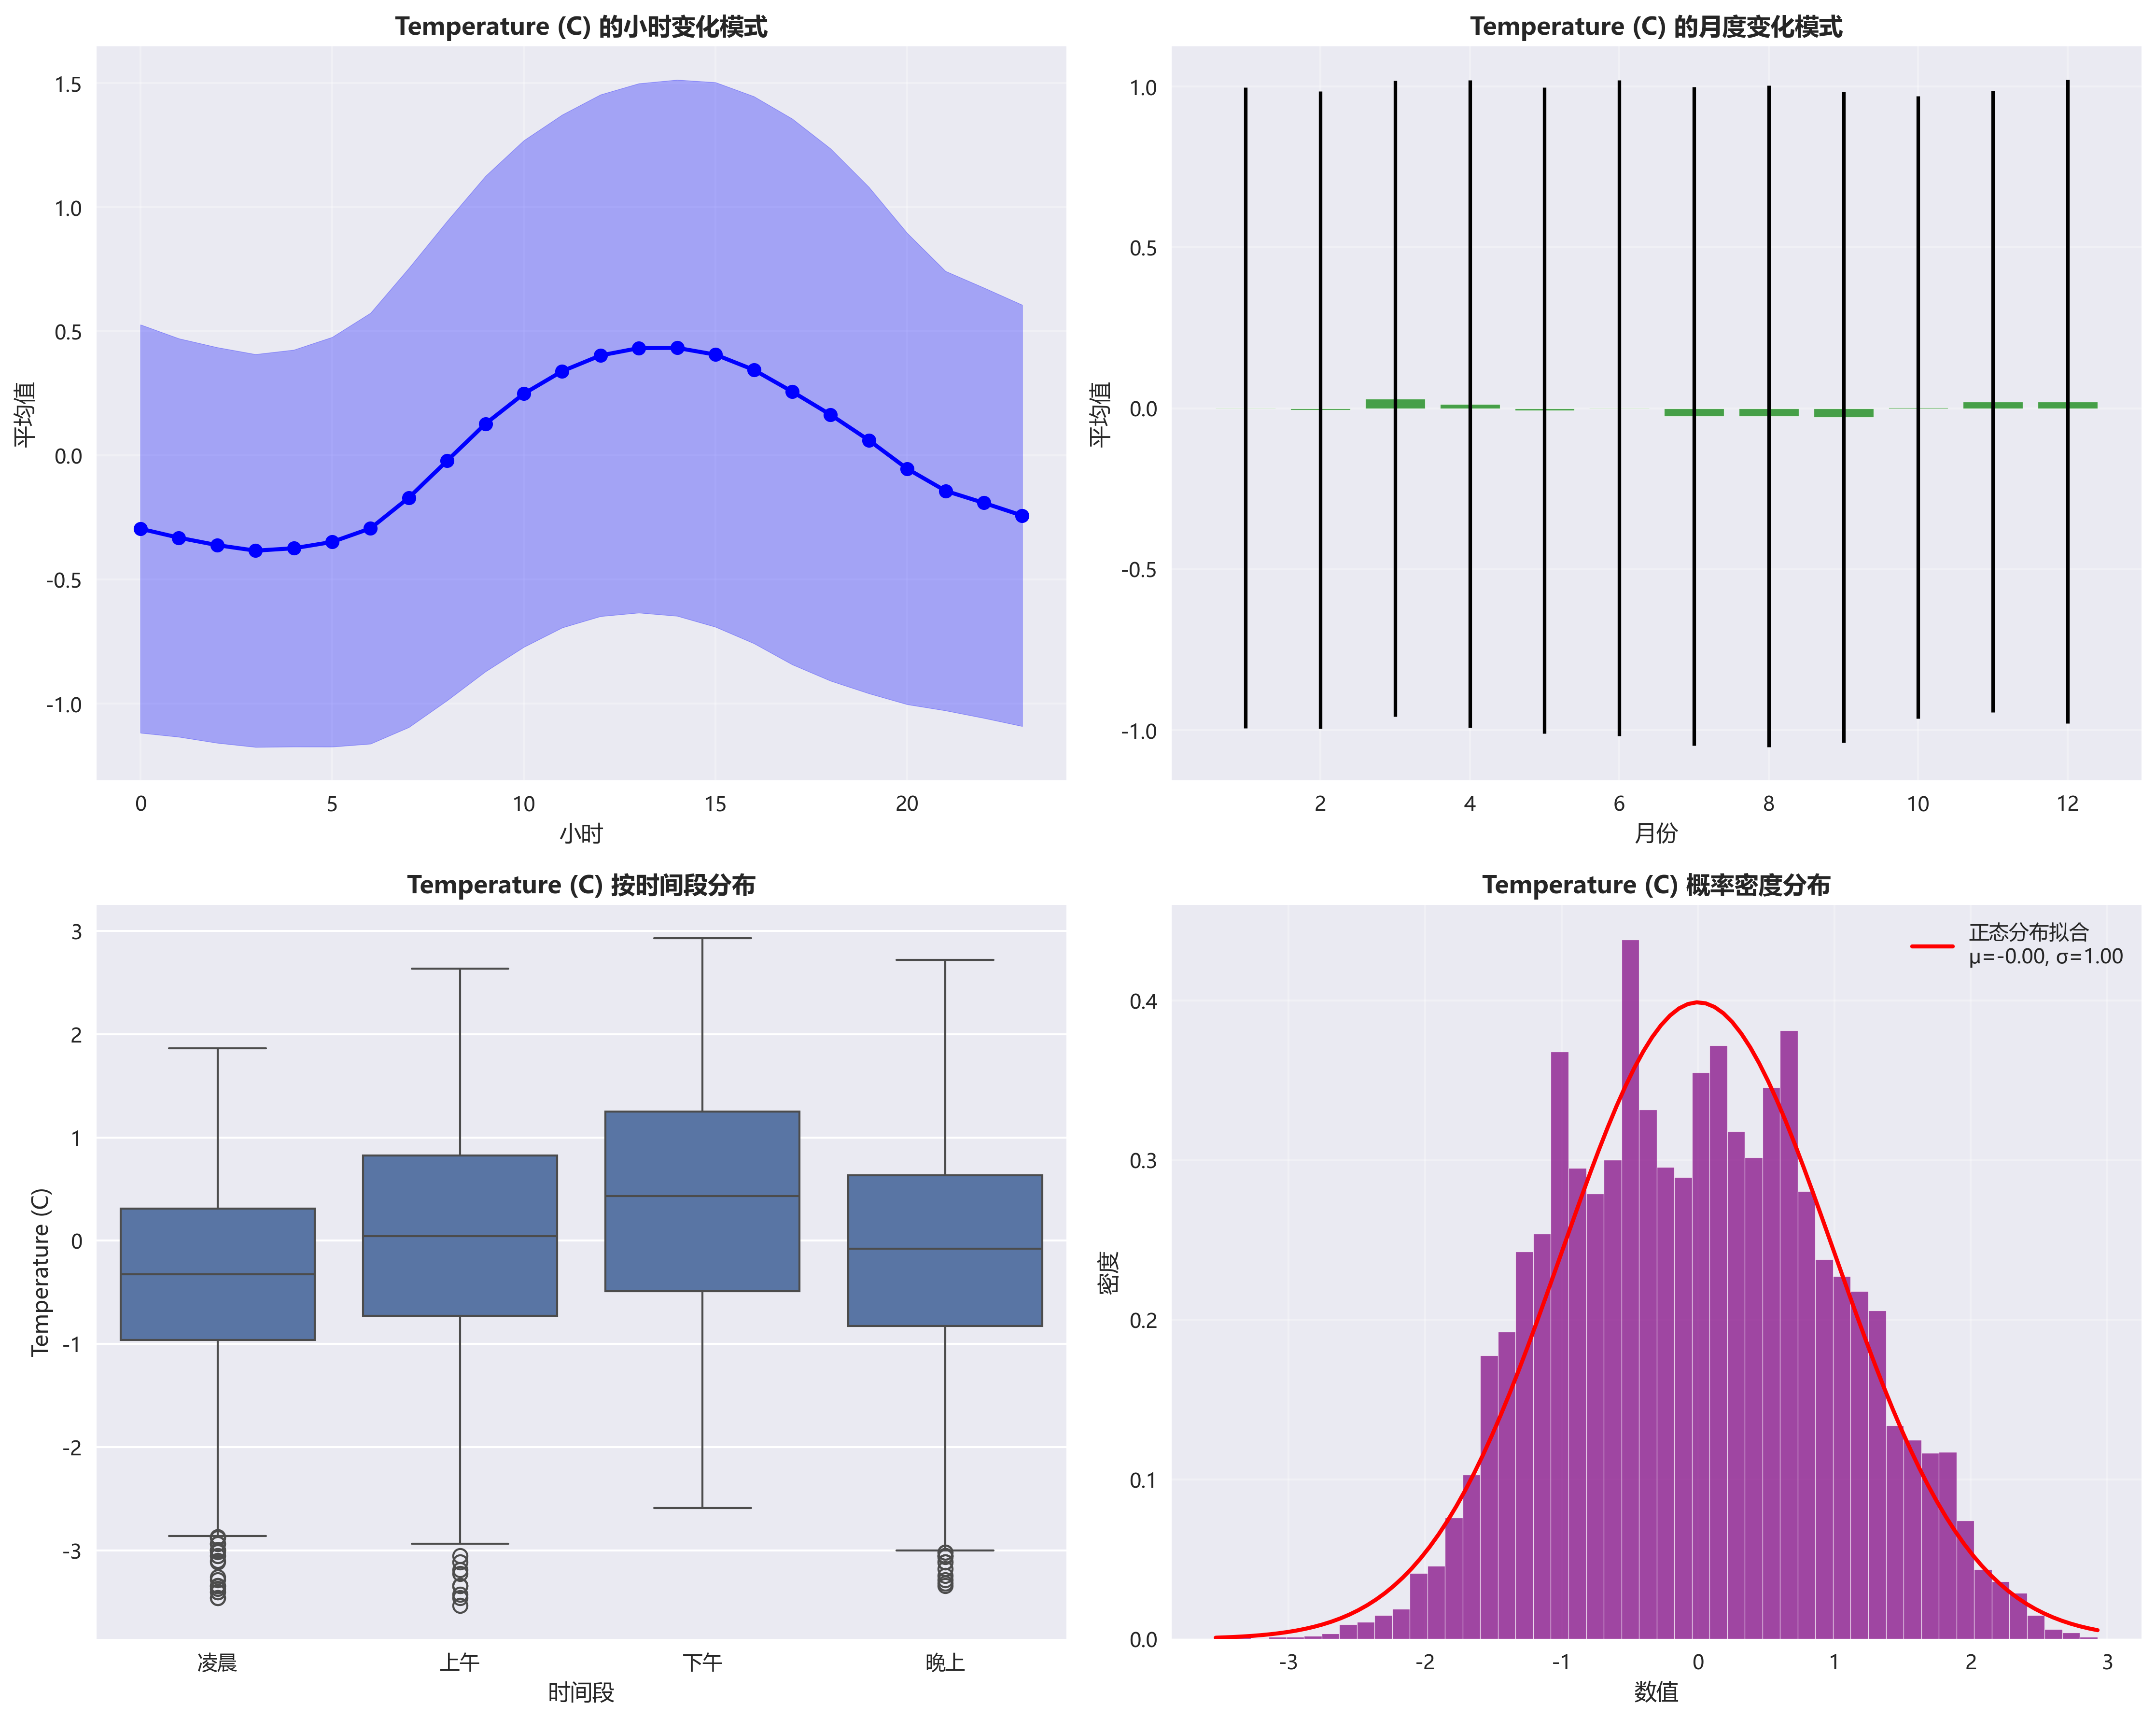 Temperature (C) 的小时变化模式
1.5
1.0
0.5
0.0
-0.5
-1.0
平均值
0 5 10 15 20
小时
Temperature (C) 的月度变化模式
1.0
0.5
0.0
-0.5
-1.0
平均值
2 4 6 8 10 12
月份
Temperature (C) 按时间段分布
3
2
1
0
-1
-2
-3
Temperature (C)
凌晨 上午 下午 晚上
时间段
Temperature (C) 概率密度分布
正态分布拟合
μ=-0.00, σ=1.00
0.4
0.3
0.2
0.1
0.0
密度
-3 -2 -1 0 1 2 3
数值